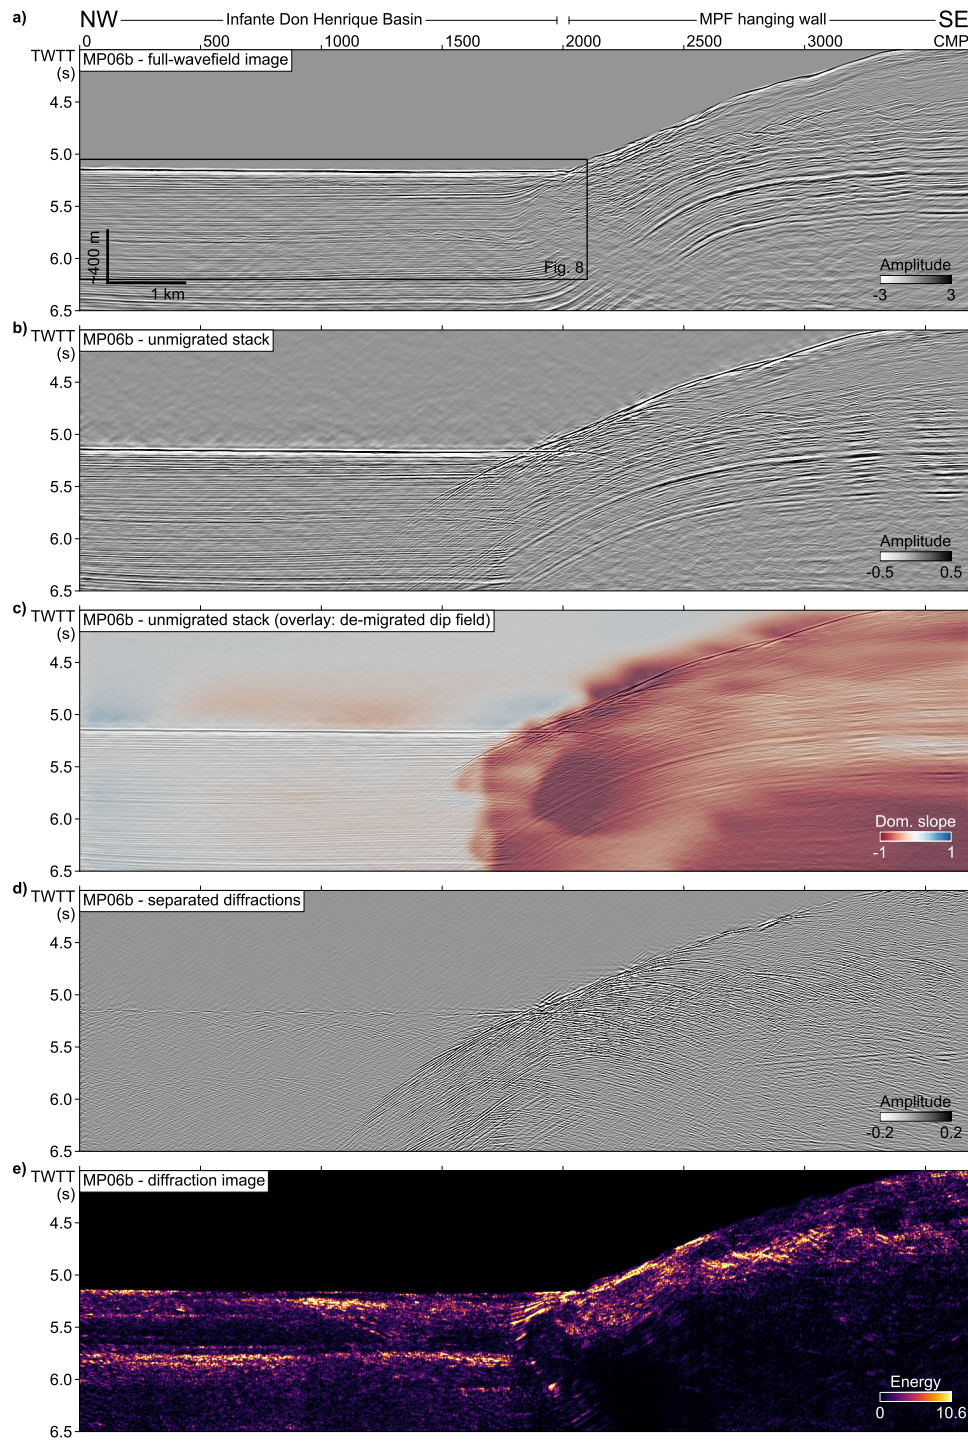 a) NW Infante Don Henrique Basin MPF hanging wall SE
0 500 1000 1500 2000 2500 3000 CMP
TWTT
(s)
MP06b - full-wavefield image
4.5
5.0
5.5
6.0
6.5
~400 m
1 km
Fig. 8
Amplitude
-3 3
b) TWTT
(s)
MP06b - unmigrated stack
4.5
5.0
5.5
6.0
6.5
Amplitude
-0.5 0.5
c) TWTT
(s)
MP06b - unmigrated stack (overlay: de-migrated dip field)
4.5
5.0
5.5
6.0
6.5
Dom. slope
-1 1
d) TWTT
(s)
MP06b - separated diffractions
4.5
5.0
5.5
6.0
6.5
Amplitude
-0.2 0.2
e) TWTT
(s)
MP06b - diffraction image
4.5
5.0
5.5
6.0
6.5
Energy
0 10.6